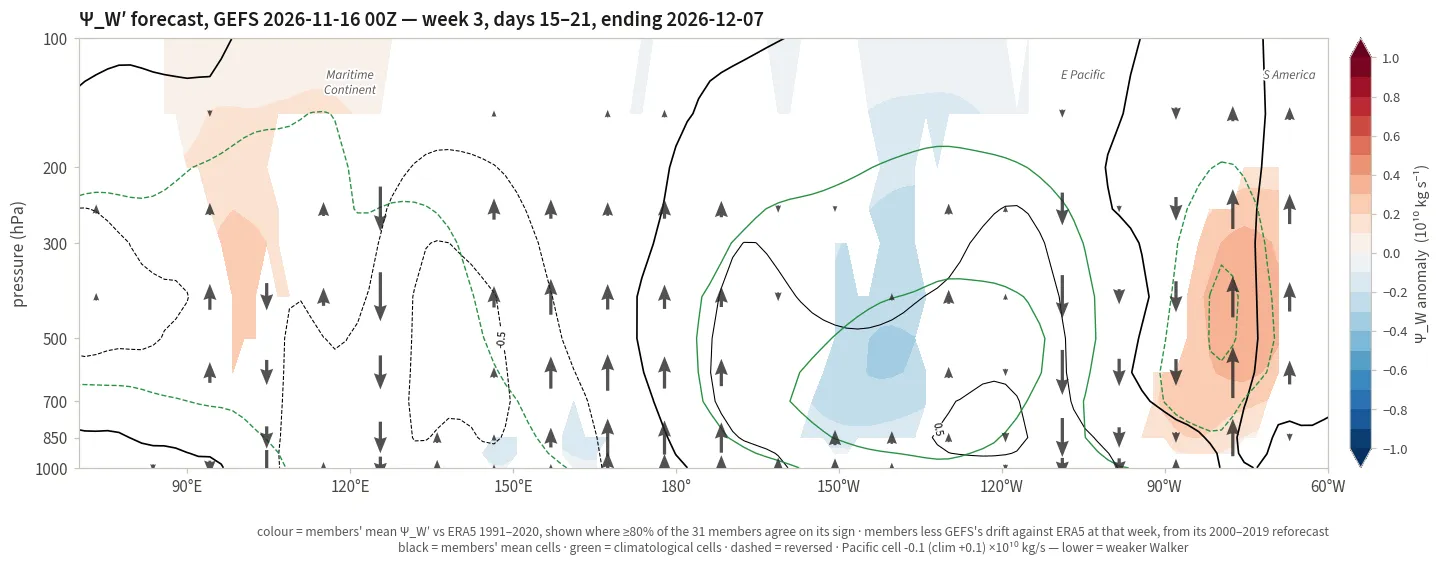 Ψ_W′ forecast, GEFS 2026-11-16 00Z — week 3, days 15–21, ending 2026-12-07
100
200
300
400
500
700
850
1000
pressure (hPa)
Maritime
Continent
E Pacific
S America
-0.5
0.5
90°E
120°E
150°E
180°
150°W
120°W
90°W
60°W
1.0
0.8
0.6
0.4
0.2
0.0
−0.2
−0.4
−0.6
−0.8
−1.0
Ψ_W anomaly (10¹⁰ kg s⁻¹)
colour = members' mean Ψ_W′ vs ERA5 1991–2020, shown where ≥80% of the 31 members agree on its sign · members less GEFS's drift against ERA5 at that week, from its 2000–2019 reforecast
black = members' mean cells · green = climatological cells · dashed = reversed · Pacific cell -0.1 (clim +0.1) ×10¹⁰ kg/s — lower = weaker Walker